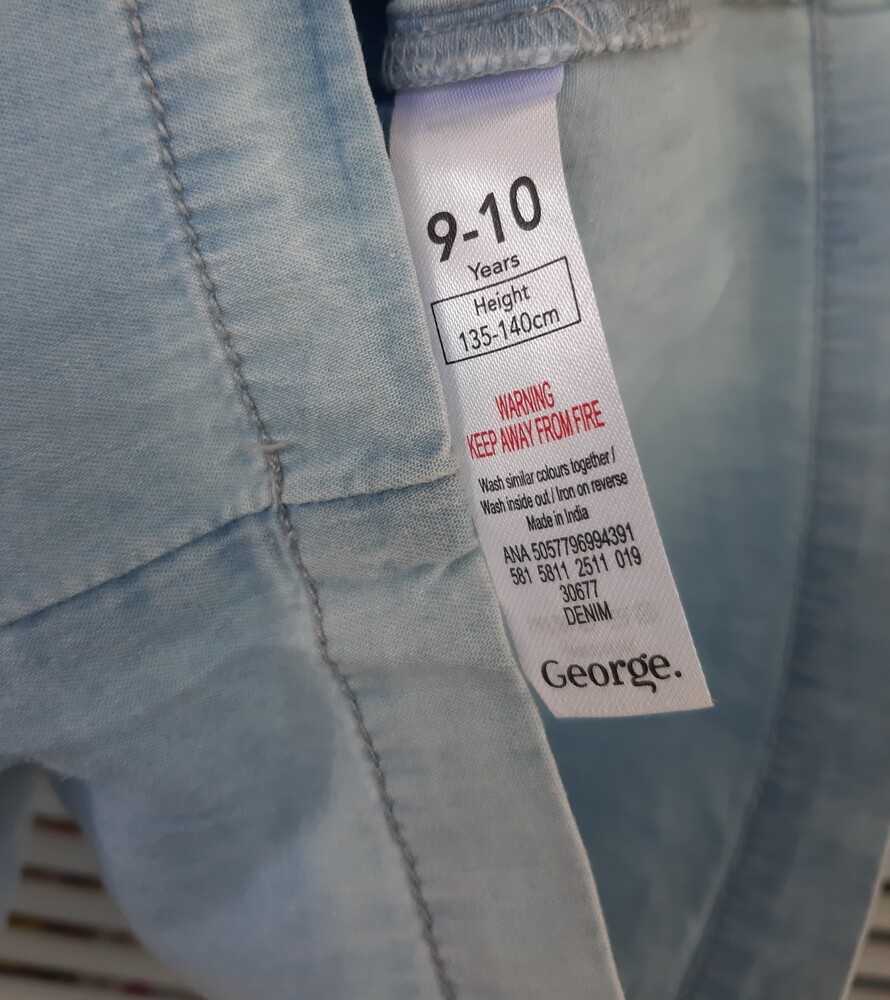 9-10
Years
Height
135-140cm
WARNING
KEEP AWAY FROM FIRE
Wash similar colours together /
Wash inside out / Iron on reverse
Made in India
ANA 5057796994391
581 5811 2511 019
30677
DENIM
George.